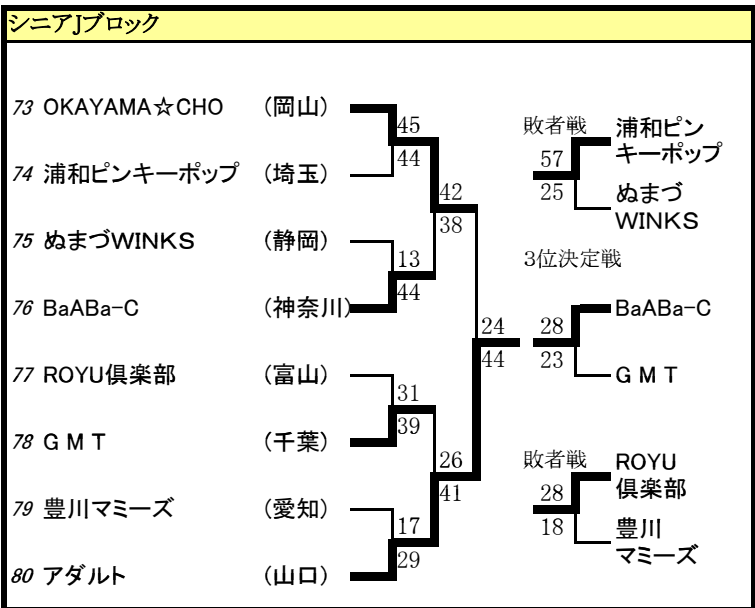 シニアJブロック
73 OKAYAMA☆CHO （岡山）
74 浦和ピンキーポップ （埼玉）
75 ぬまづWINKS （静岡）
76 BaABa-C （神奈川）
77 ROYU倶楽部 （富山）
78 G M T （千葉）
79 豊川マミーズ （愛知）
80 アダルト （山口）
45
44
13
44
31
39
17
29
42
38
26
41
24
44
敗者戦
57
25
浦和ピン
キーポップ
ぬまづ
WINKS
3位決定戦
28
23
BaABa-C
G M T
敗者戦
28
18
ROYU
倶楽部
豊川
マミーズ